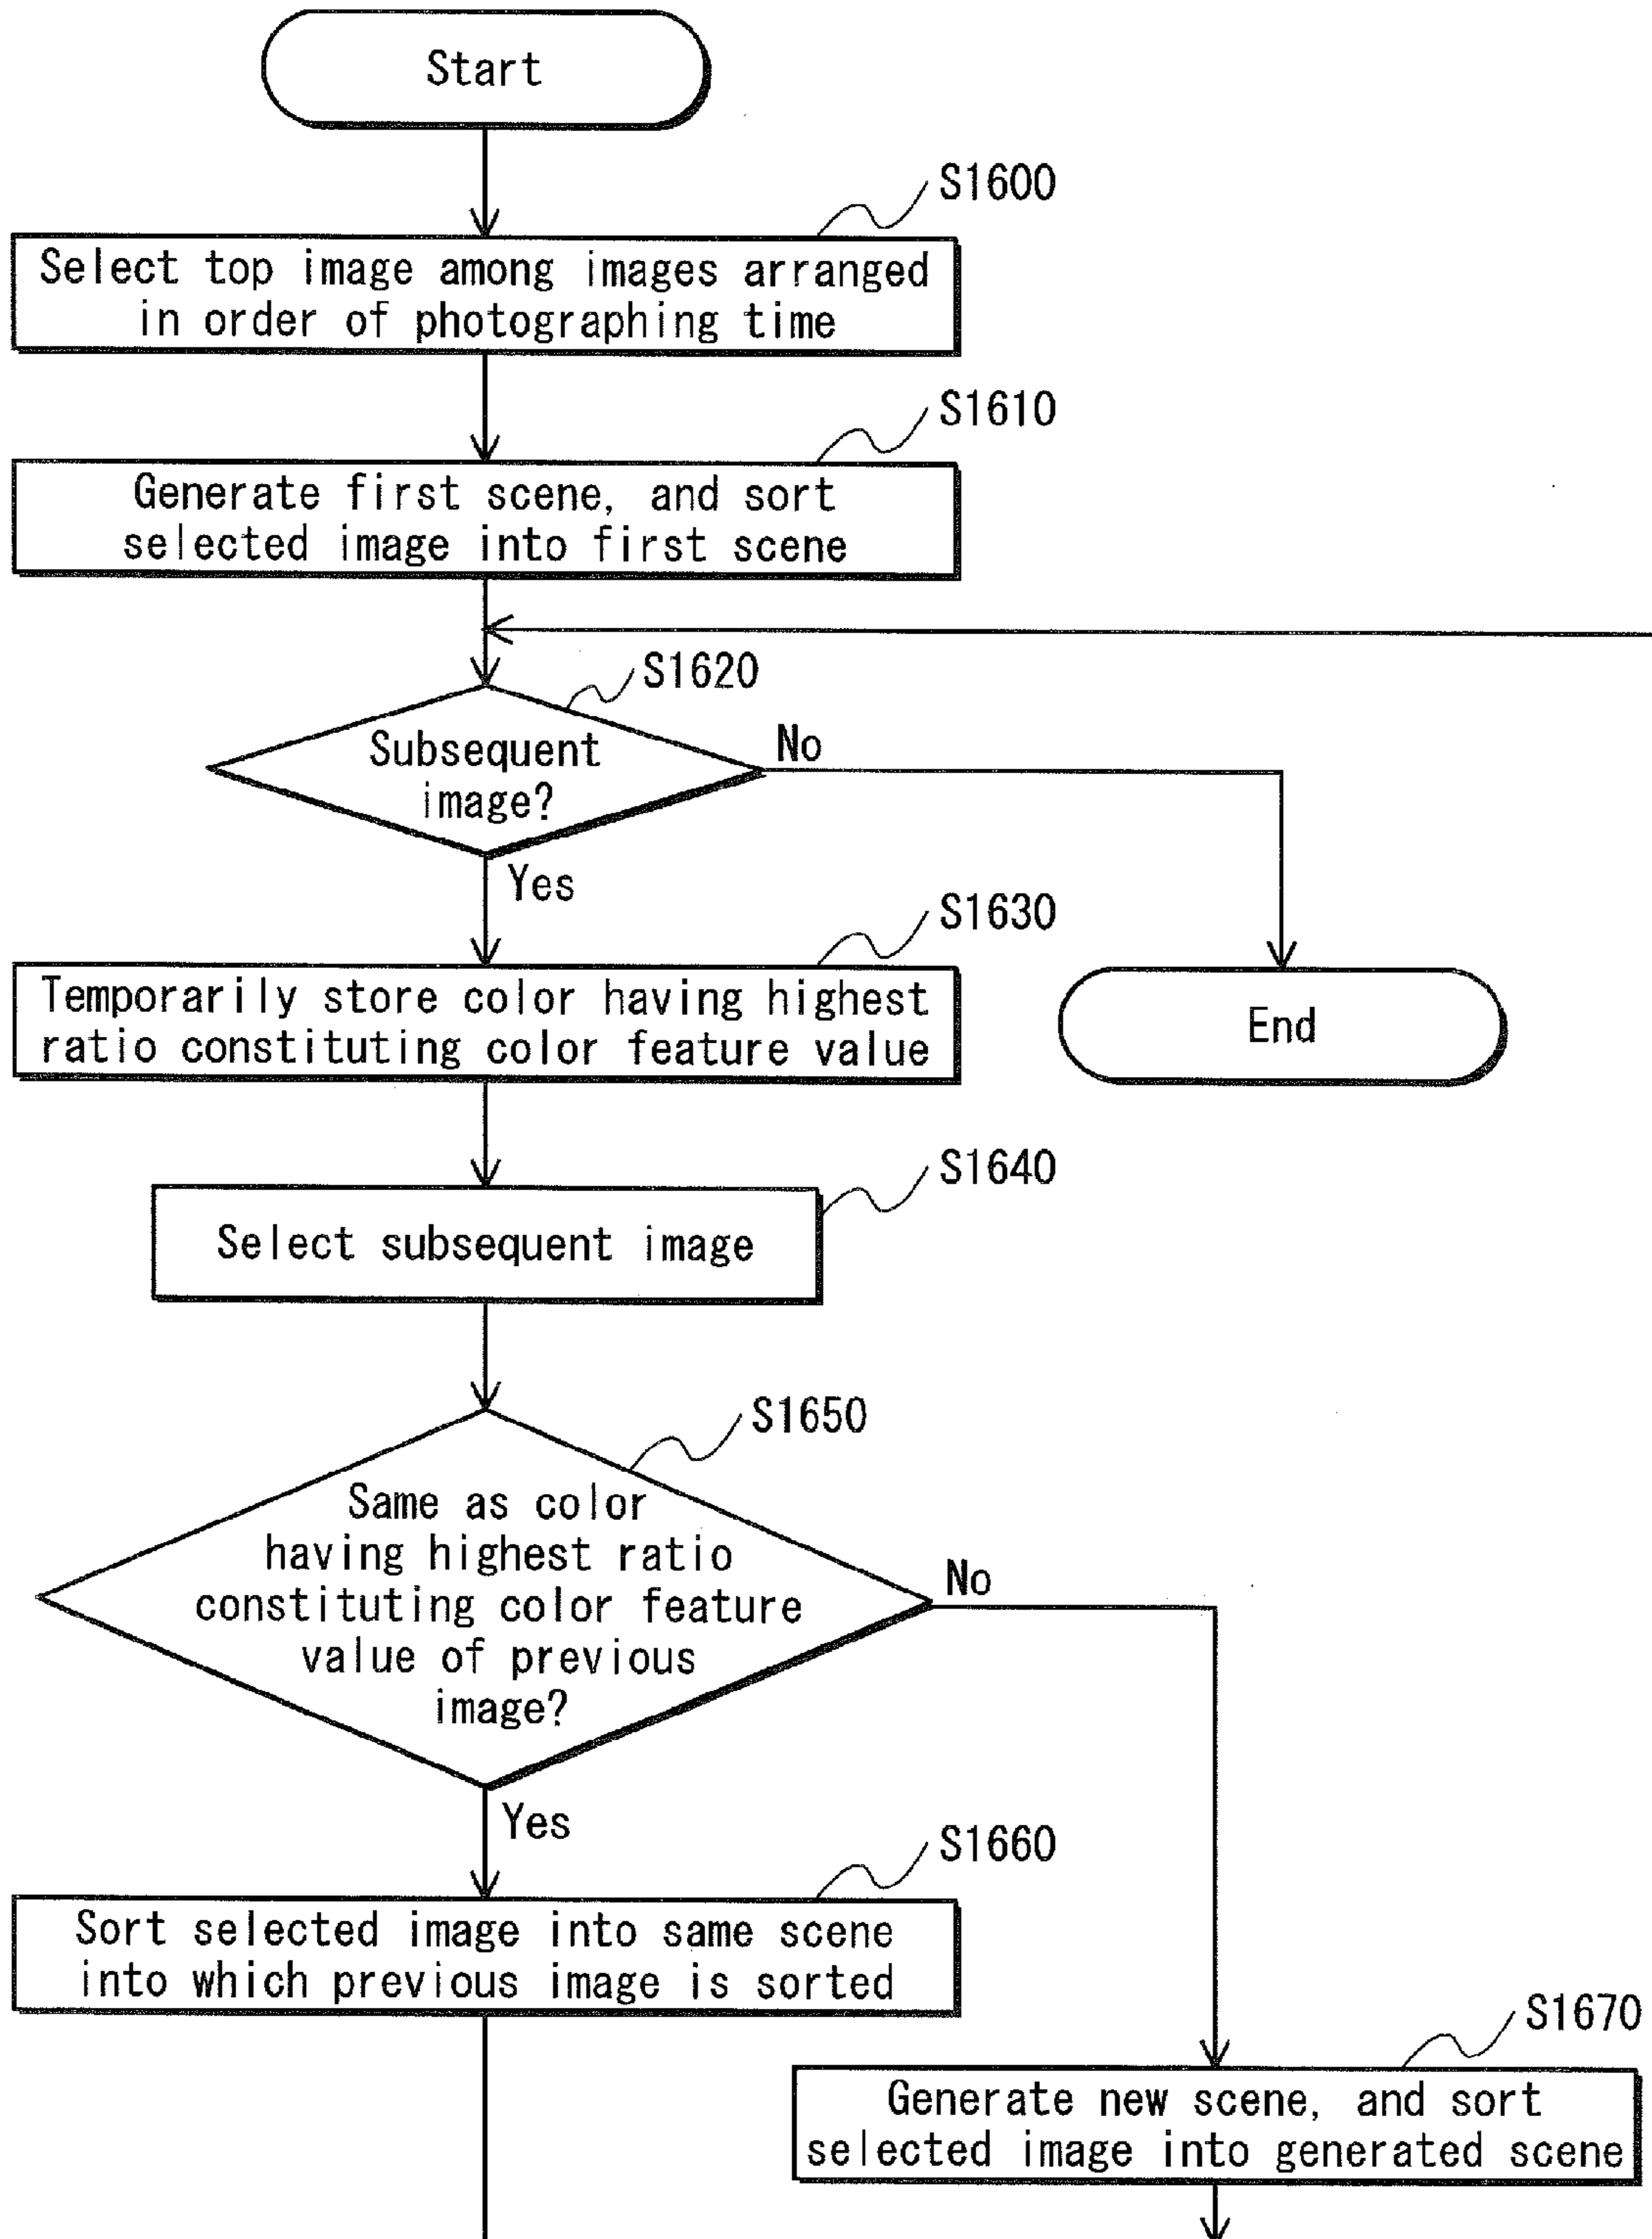 Start
S1600
Select top image among images arranged
in order of photographing time
S1610
Generate first scene, and sort
selected image into first scene
S1620
Subsequent
image?
No
Yes
S1630
Temporarily store color having highest
ratio constituting color feature value
End
S1640
Select subsequent image
S1650
Same as color
having highest ratio
constituting color feature
value of previous
image?
No
Yes
S1660
Sort selected image into same scene
into which previous image is sorted
S1670
Generate new scene, and sort
selected image into generated scene